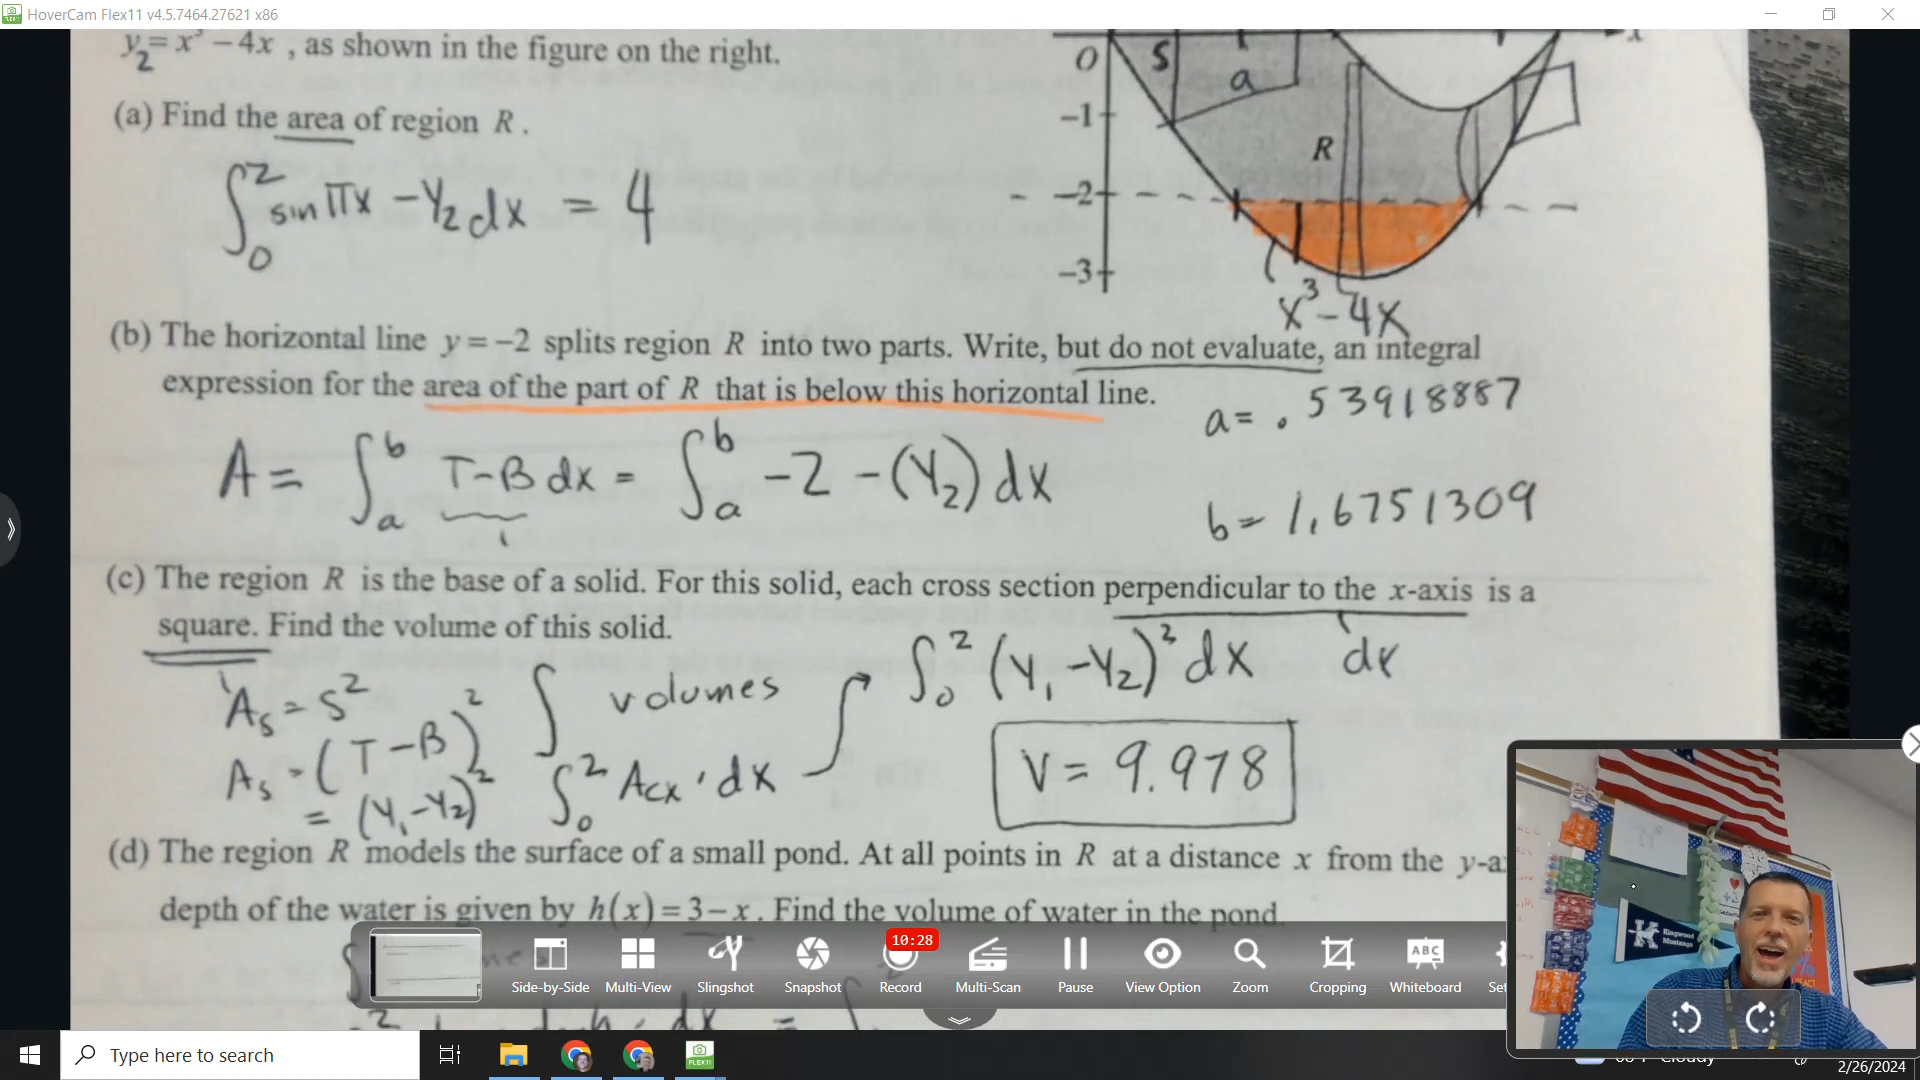 HoverCam Flex11 v4.5.7464.27621 x86
y₂ = x³ − 4x , as shown in the figure on the right.
O S a x
−1
R
−2
−3
x³ − 4x
(a) Find the area of region R .
∫₀² sin πx − y₂ dx = 4
(b) The horizontal line y = −2 splits region R into two parts. Write, but do not evaluate, an integral
expression for the area of the part of R that is below this horizontal line.
a = .53918887
A = ∫ₐᵇ T − B dx = ∫ₐᵇ −2 − (y₂) dx
b = 1.6751309
(c) The region R is the base of a solid. For this solid, each cross section perpendicular to the x-axis is a
square. Find the volume of this solid.
dx
∫₀² (y₁ − y₂)² dx
Aₛ = s²
∫ volumes
Aₛ = (T − B)²
= (y₁ − y₂)²
∫₀² Acx · dx
V = 9.978
(d) The region R models the surface of a small pond. At all points in R at a distance x from the y-a
depth of the water is given by h(x) = 3 − x . Find the volume of water in the pond.
10:28
Side-by-Side Multi-View Slingshot Snapshot Record Multi-Scan Pause View Option Zoom Cropping Whiteboard Set
ABC
K Kingwood
Mustangs
Type here to search
FLEX11
Cloudy
2/26/2024